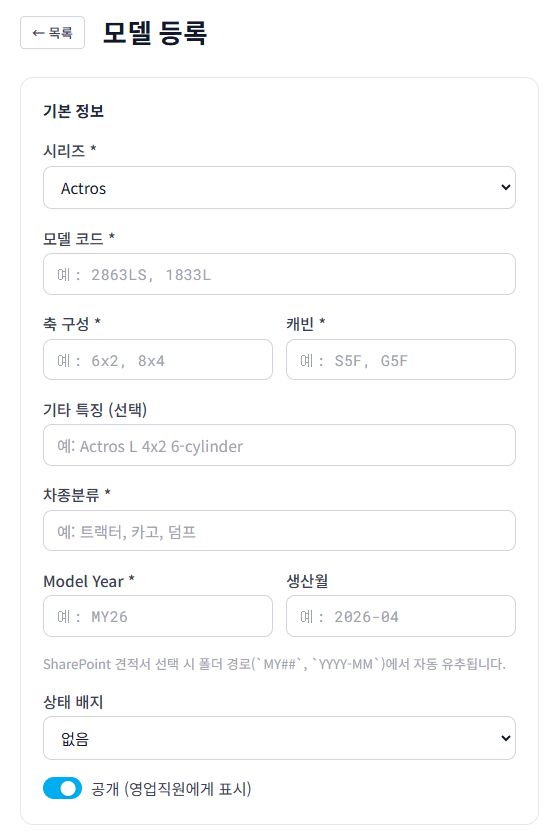 ← 목록
모델 등록
기본 정보
시리즈 *
Actros
모델 코드 *
예: 2863LS, 1833L
축 구성 *
캐빈 *
예: 6x2, 8x4
예: S5F, G5F
기타 특징 (선택)
예: Actros L 4x2 6-cylinder
차종분류 *
예: 트랙터, 카고, 덤프
Model Year *
생산월
예: MY26
예: 2026-04
SharePoint 견적서 선택 시 폴더 경로(`MY##`, `YYYY-MM`)에서 자동 유추됩니다.
상태 배지
없음
공개 (영업직원에게 표시)